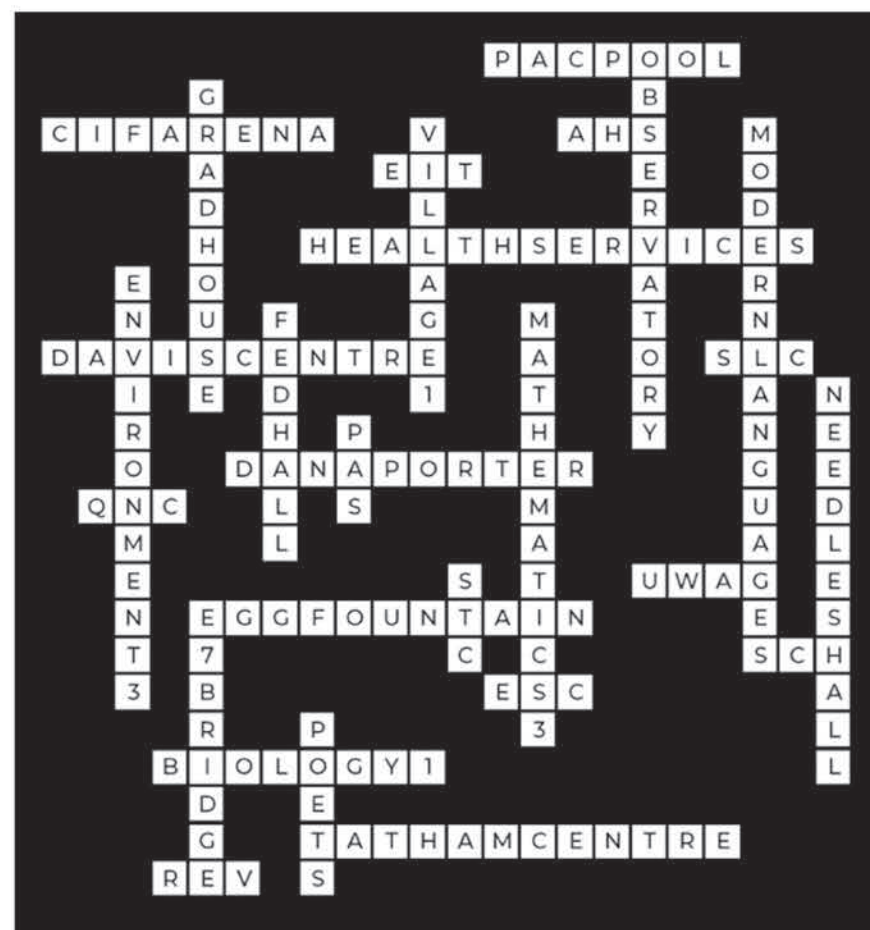 PACPOOL
OBSERVATORY
GRADHOUSE
CIFARENA
VILLAGE1
AHS
MODERNLANGUAGES
EIT
HEALTHSERVICES
ENVIRONMENT3
FEDHALL
MATHEMATICS3
DAVISCENTRE
SLC
NEEDLESHALL
PAS
DANAPORTER
QNC
STC
UWAG
EGGFOUNTAIN
E7BRIDGE
SCH
ESC
POETS
BIOLOGY1
TATHAMCENTRE
REV